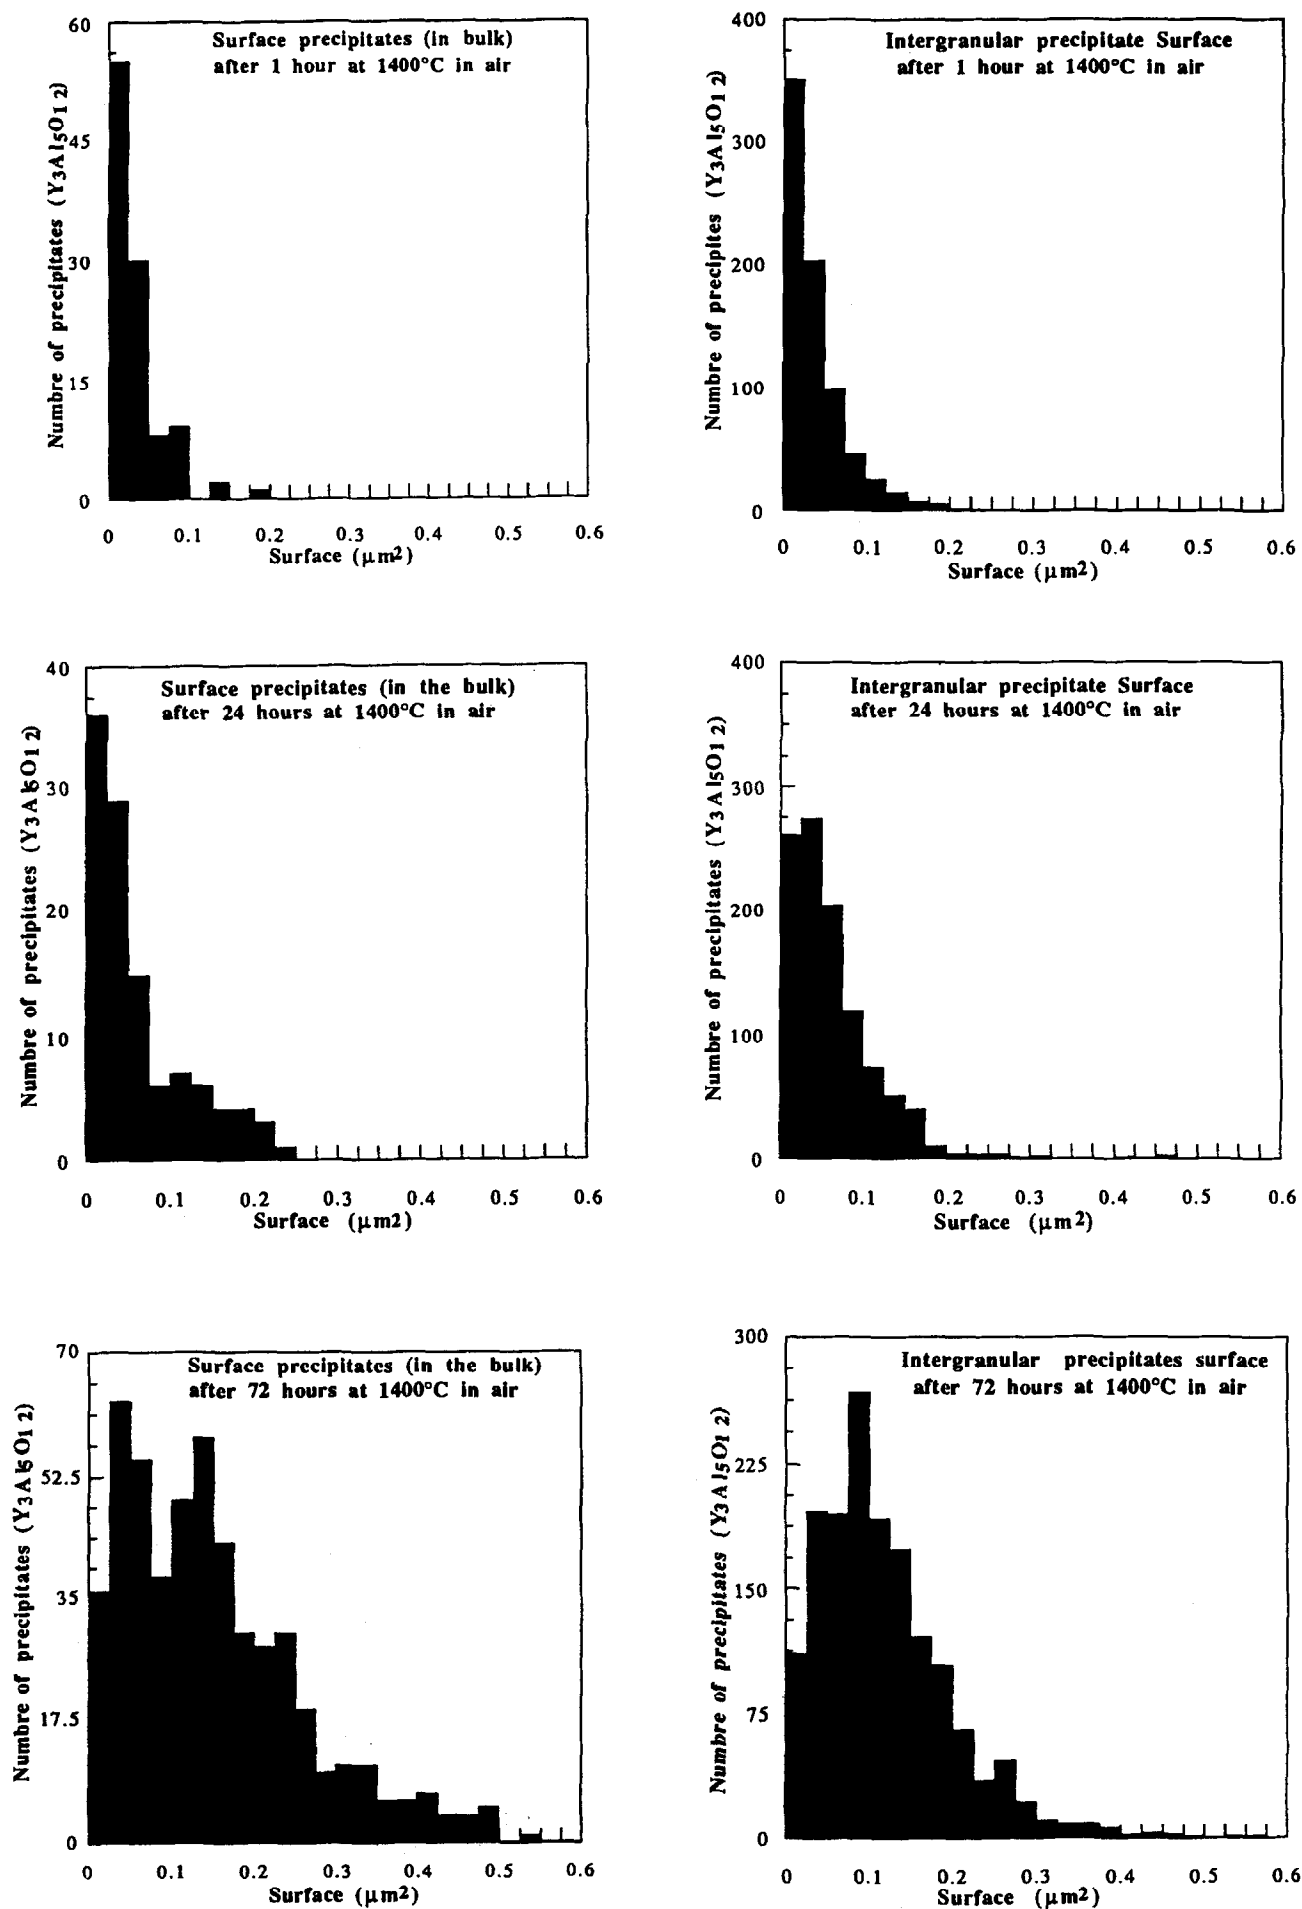 60
45
30
15
0
Numbre of precipitates (Y3Al5O12)
Surface precipitates (in bulk)
after 1 hour at 1400°C in air
0 0.1 0.2 0.3 0.4 0.5 0.6
Surface (μm2)
400
300
200
100
0
Numbre of precipites (Y3Al5O12)
Intergranular precipitate Surface
after 1 hour at 1400°C in air
0 0.1 0.2 0.3 0.4 0.5 0.6
Surface (μm2)
40
30
20
10
0
Numbre of precipitates (Y3Al5O12)
Surface precipitates (in the bulk)
after 24 hours at 1400°C in air
0 0.1 0.2 0.3 0.4 0.5 0.6
Surface (μm2)
400
300
200
100
0
Numbre of precipitates (Y3Al5O12)
Intergranular precipitate Surface
after 24 hours at 1400°C in air
0 0.1 0.2 0.3 0.4 0.5 0.6
Surface (μm2)
70
52.5
35
17.5
0
Numbre of precipitates (Y3Al5O12)
Surface precipitates (in the bulk)
after 72 hours at 1400°C in air
0 0.1 0.2 0.3 0.4 0.5 0.6
Surface (μm2)
300
225
150
75
0
Numbre of precipitates (Y3Al5O12)
Intergranular precipitates surface
after 72 hours at 1400°C in air
0 0.1 0.2 0.3 0.4 0.5 0.6
Surface (μm2)